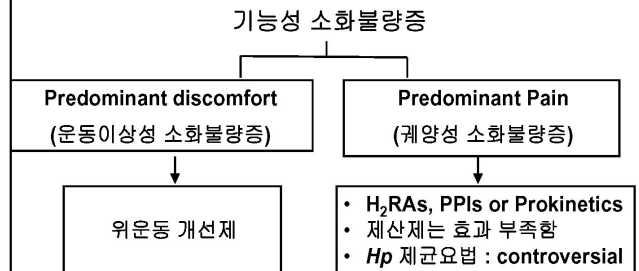 기능성 소화불량증
Predominant discomfort
(운동이상성 소화불량증)
Predominant Pain
(궤양성 소화불량증)
위운동 개선제
• H₂RAs, PPIs or Prokinetics
• 제산제는 효과 부족함
• Hp 제균요법 : controversial